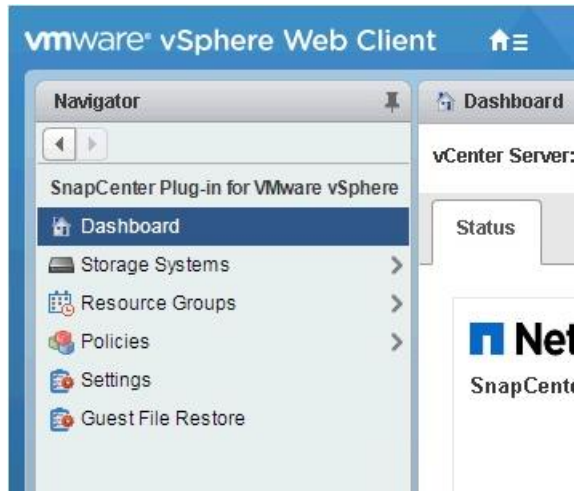 vmware® vSphere Web Client
Navigator
Dashboard
vCenter Server:
SnapCenter Plug-in for VMware vSphere
Dashboard
Status
Storage Systems
Resource Groups
Policies
Net
Settings
SnapCente
Guest File Restore